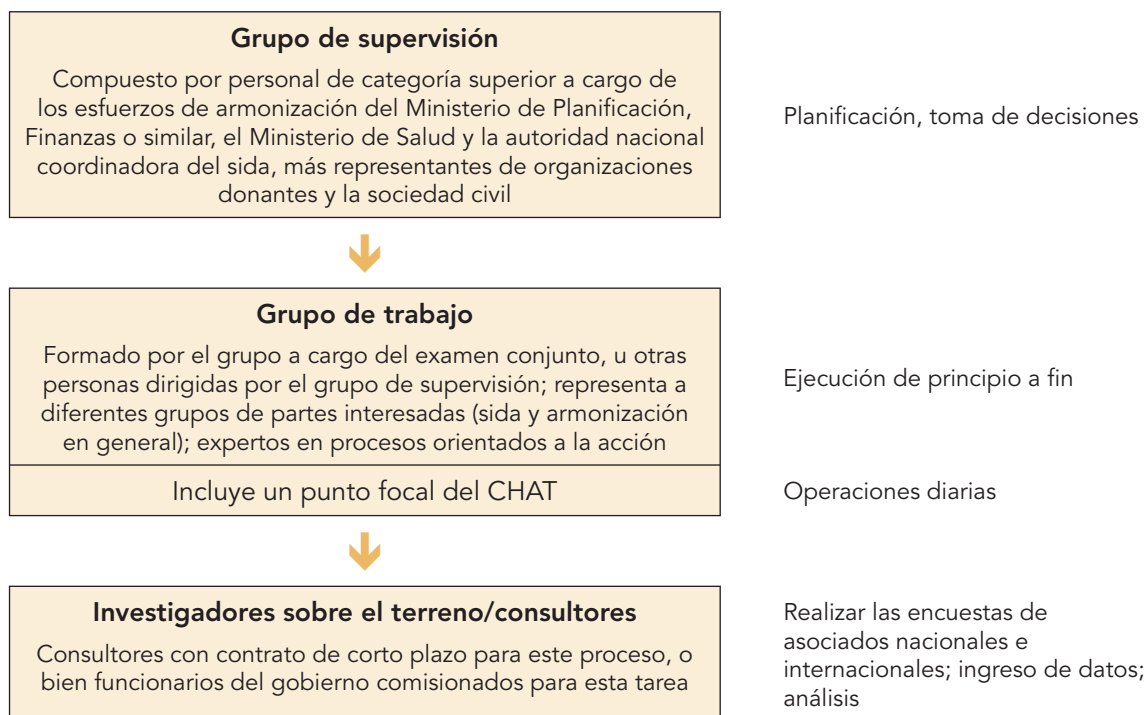 Grupo de supervisión
Compuesto por personal de categoría superior a cargo de
los esfuerzos de armonización del Ministerio de Planificación,
Finanzas o similar, el Ministerio de Salud y la autoridad nacional
coordinadora del sida, más representantes de organizaciones
donantes y la sociedad civil
Planificación, toma de decisiones
Grupo de trabajo
Formado por el grupo a cargo del examen conjunto, u otras
personas dirigidas por el grupo de supervisión; representa a
diferentes grupos de partes interesadas (sida y armonización
en general); expertos en procesos orientados a la acción
Ejecución de principio a fin
Incluye un punto focal del CHAT
Operaciones diarias
Investigadores sobre el terreno/consultores
Consultores con contrato de corto plazo para este proceso, o
bien funcionarios del gobierno comisionados para esta tarea
Realizar las encuestas de
asociados nacionales e
internacionales; ingreso de datos;
análisis